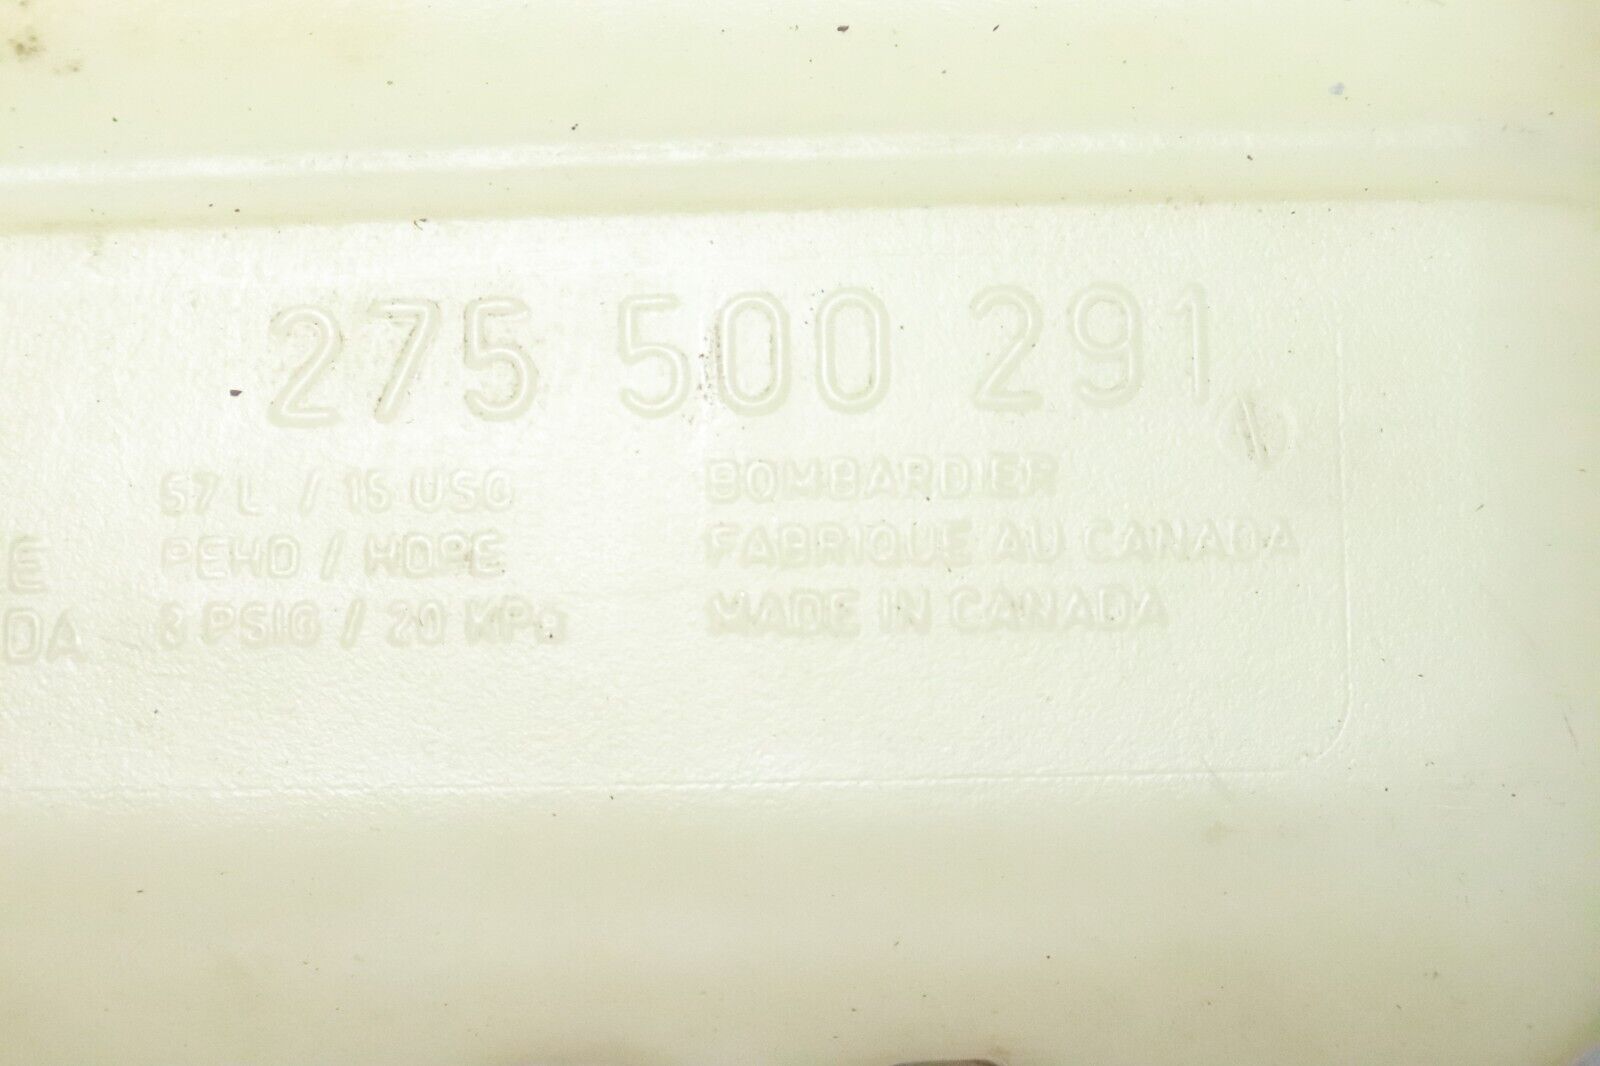 275 500 291
57 L / 15 USG
PEHD / HDPE
3 PSIG / 20 KPa
BOMBARDIER
FABRIQUE AU CANADA
MADE IN CANADA
E
DA